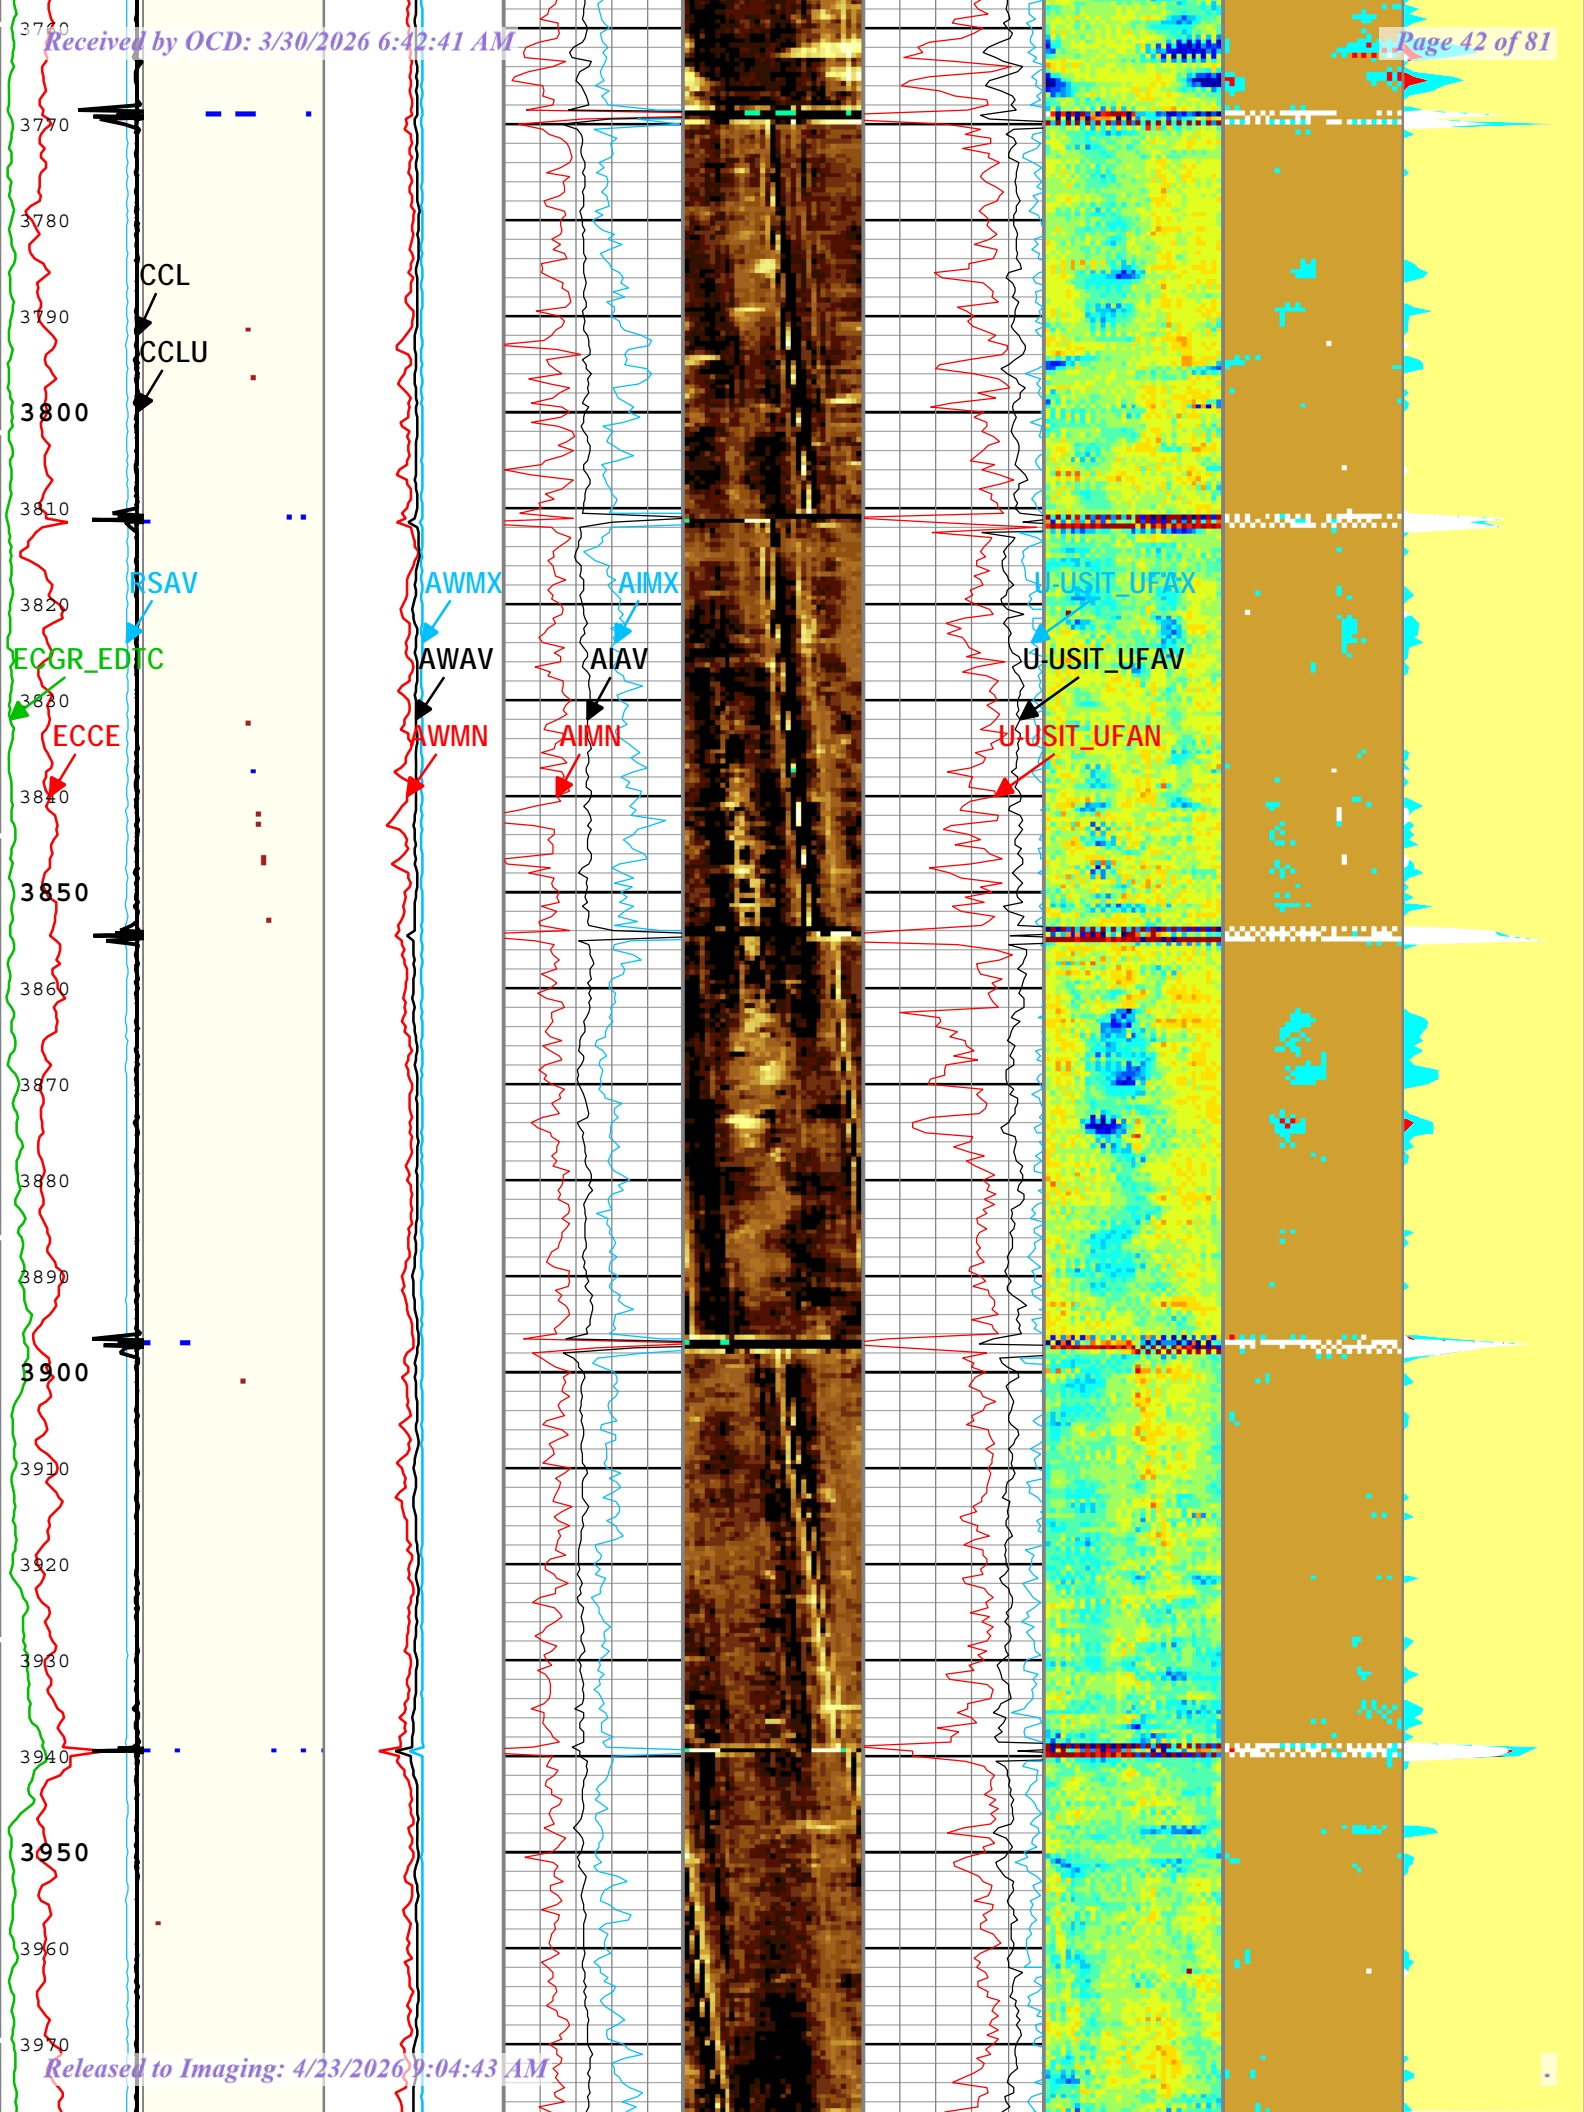 3760
Received by OCD: 3/30/2026 6:42:41 AM
Page 42 of 81
3770
3780
CCL
3790
CCLU
3800
3810
RSAV AWMX AIMX U-USIT_UFAX
3820
ECGR_EDTC AWAV AIAV U-USIT_UFAV
3830
ECCE AWMN AIMN U-USIT_UFAN
3840
3850
3860
3870
3880
3890
3900
3910
3920
3930
3940
3950
3960
3970
Released to Imaging: 4/23/2026 9:04:43 AM